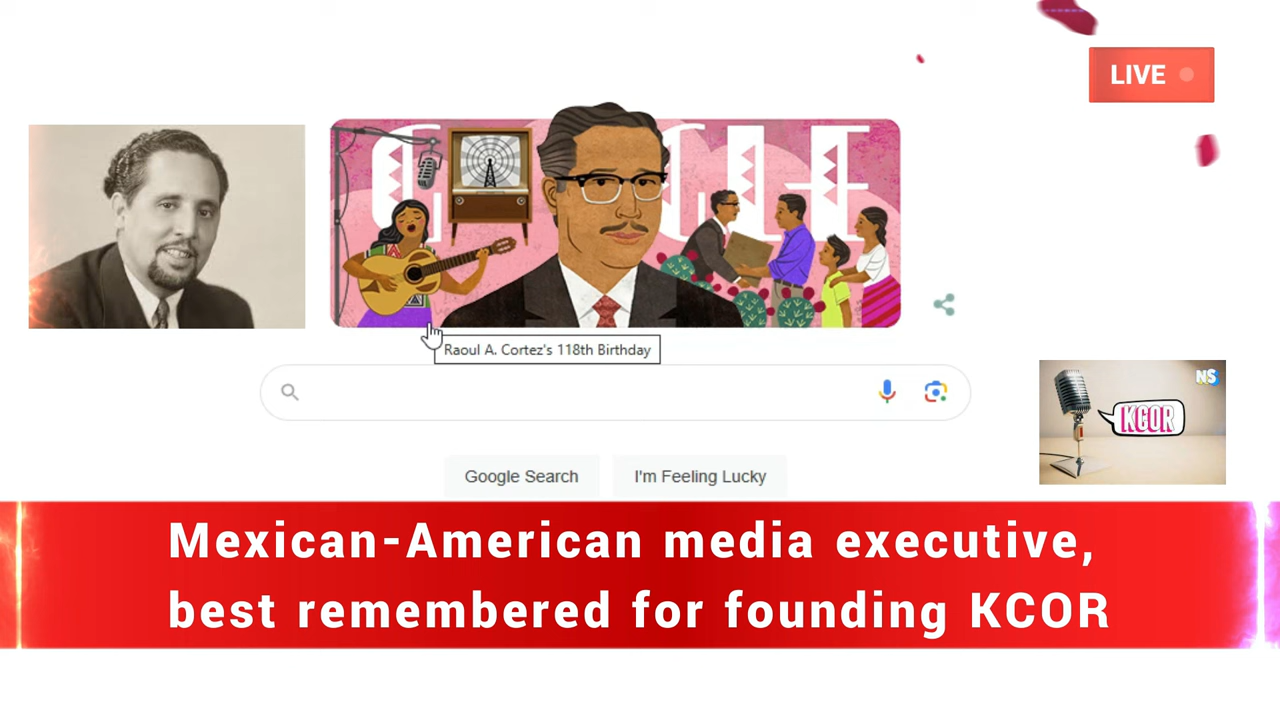 LIVE
GOOGLE
Raoul A. Cortez's 118th Birthday
NS
KCOR
Google Search
I'm Feeling Lucky
Mexican-American media executive,
best remembered for founding KCOR